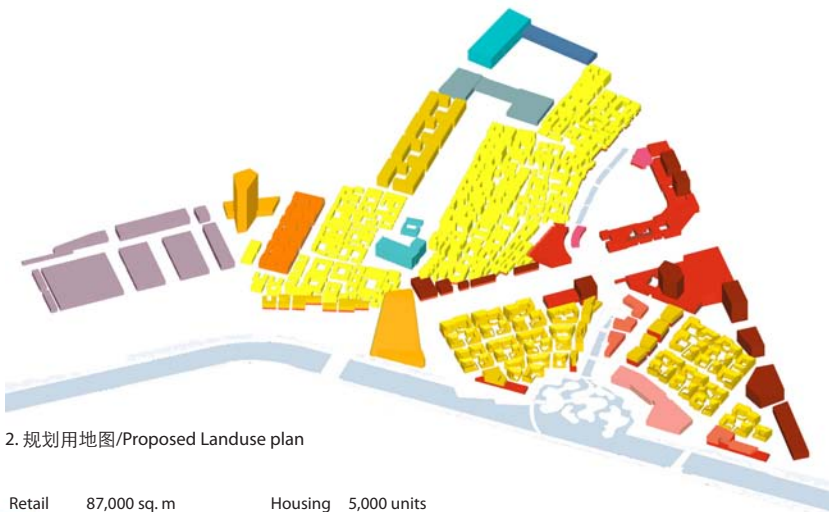 2. 规划用地图/Proposed Landuse plan
Retail 87,000 sq. m Housing 5,000 units